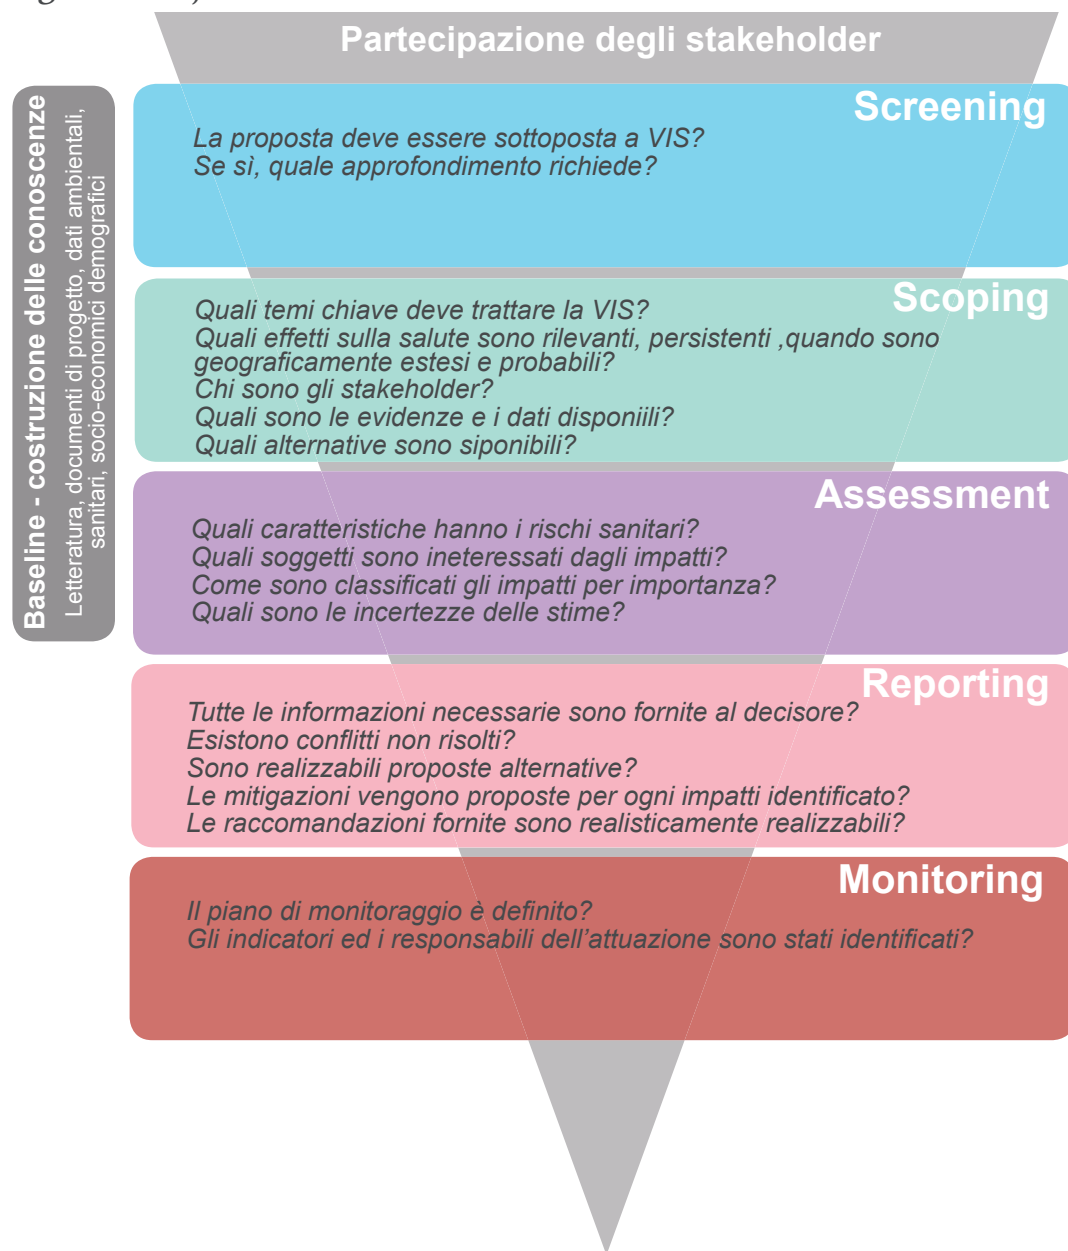 Partecipazione degli stakeholder
Baseline - costruzione delle conoscenze
Letteratura, documenti di progetto, dati ambientali,
sanitari, socio-economici demografici
Screening
La proposta deve essere sottoposta a VIS?
Se sì, quale approfondimento richiede?
Scoping
Quali temi chiave deve trattare la VIS?
Quali effetti sulla salute sono rilevanti, persistenti ,quando sono
geograficamente estesi e probabili?
Chi sono gli stakeholder?
Quali sono le evidenze e i dati disponiili?
Quali alternative sono siponibili?
Assessment
Quali caratteristiche hanno i rischi sanitari?
Quali soggetti sono ineteressati dagli impatti?
Come sono classificati gli impatti per importanza?
Quali sono le incertezze delle stime?
Reporting
Tutte le informazioni necessarie sono fornite al decisore?
Esistono conflitti non risolti?
Sono realizzabili proposte alternative?
Le mitigazioni vengono proposte per ogni impatti identificato?
Le raccomandazioni fornite sono realisticamente realizzabili?
Monitoring
Il piano di monitoraggio è definito?
Gli indicatori ed i responsabili dell'attuazione sono stati identificati?